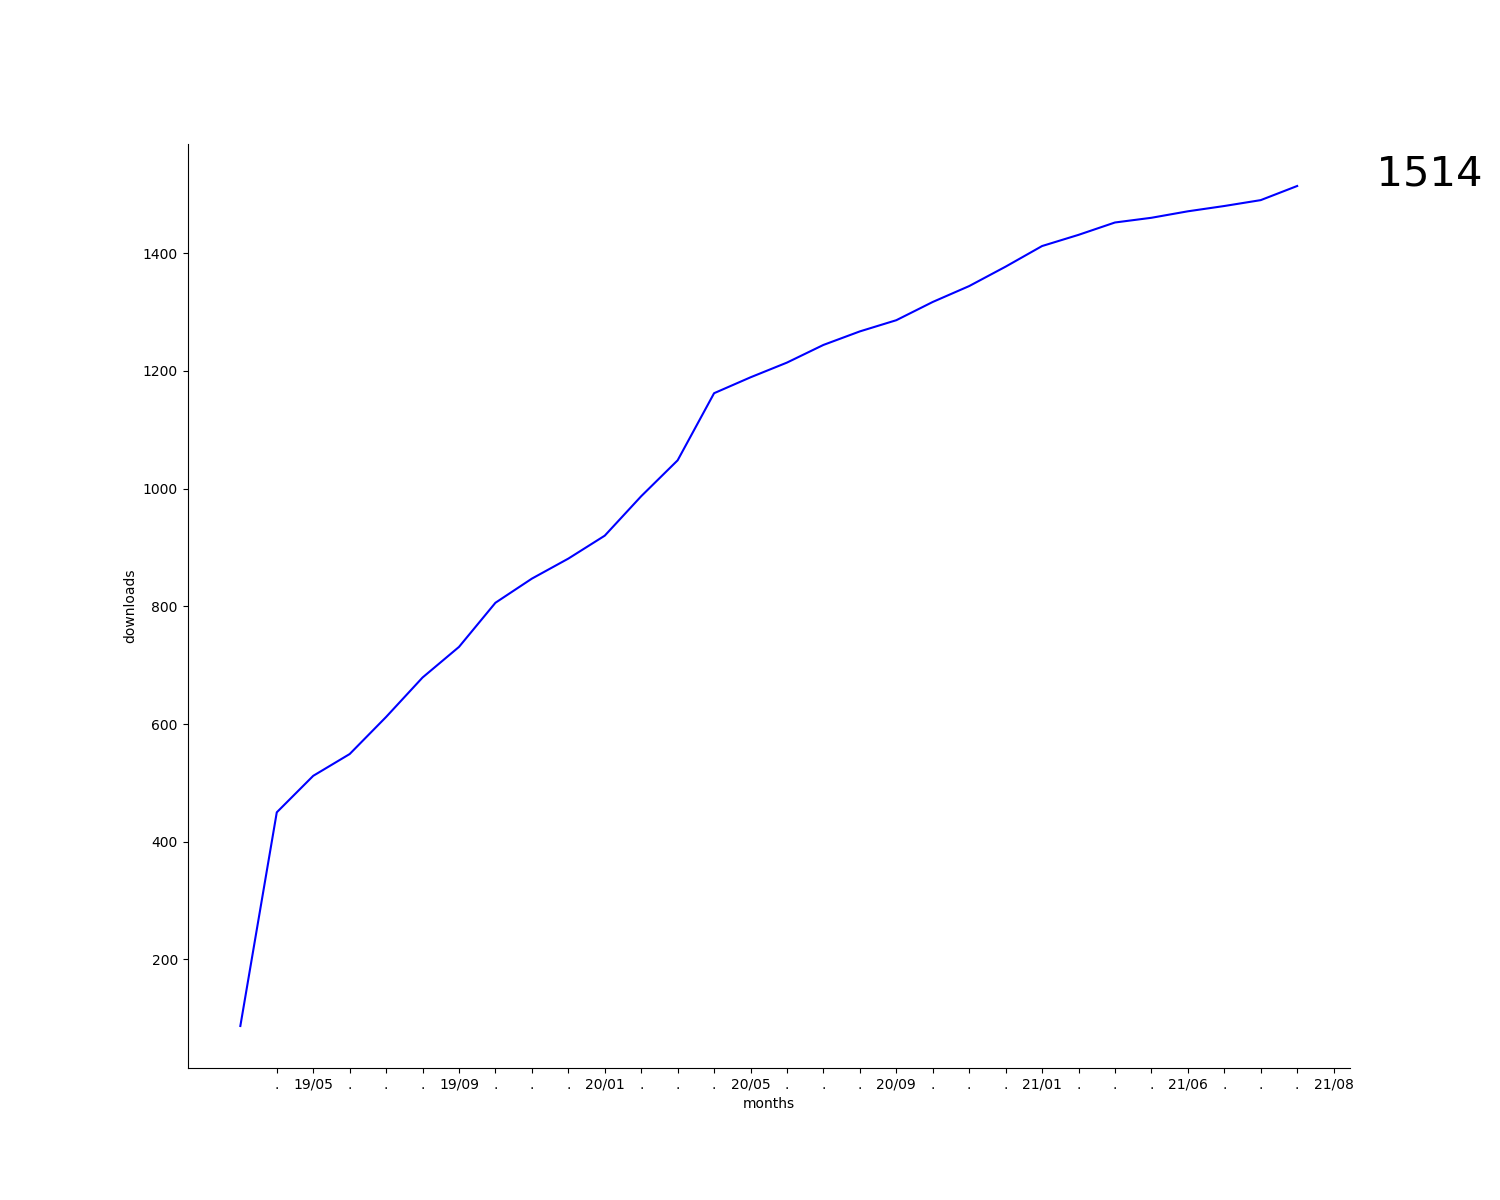 1514
1400
1200
1000
800
600
400
200
downloads
. 19/05 . . . 19/09 . . . 20/01 . . . 20/05 . . . 20/09 . . . 21/01 . . . 21/06 . . . 21/08
months